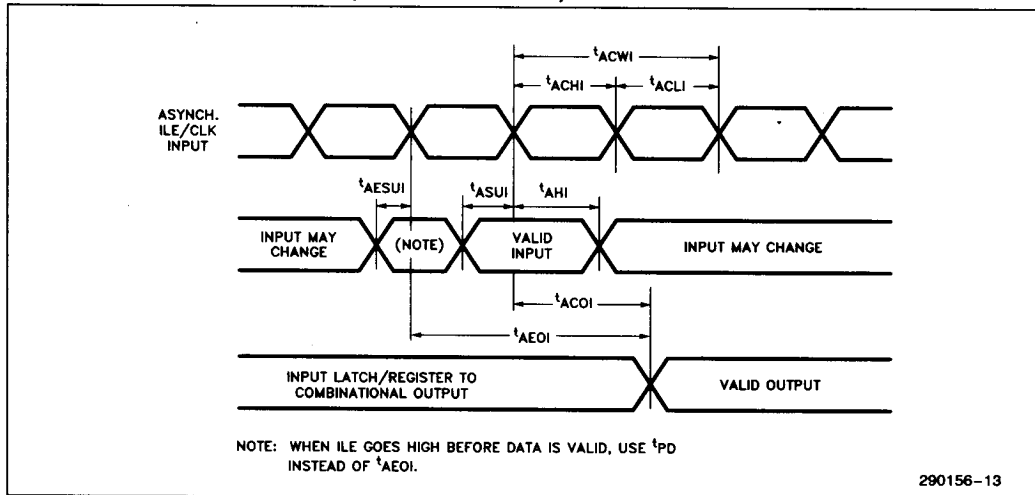 tACWI
tACHI
tACLI
ASYNCH.
ILE/CLK
INPUT
tAESUI
tASUI
tAHI
INPUT MAY
CHANGE
(NOTE)
VALID
INPUT
INPUT MAY CHANGE
tACOI
tAEOI
INPUT LATCH/REGISTER TO
COMBINATIONAL OUTPUT
VALID OUTPUT
NOTE: WHEN ILE GOES HIGH BEFORE DATA IS VALID, USE tPD
INSTEAD OF tAEOI.
290156-13